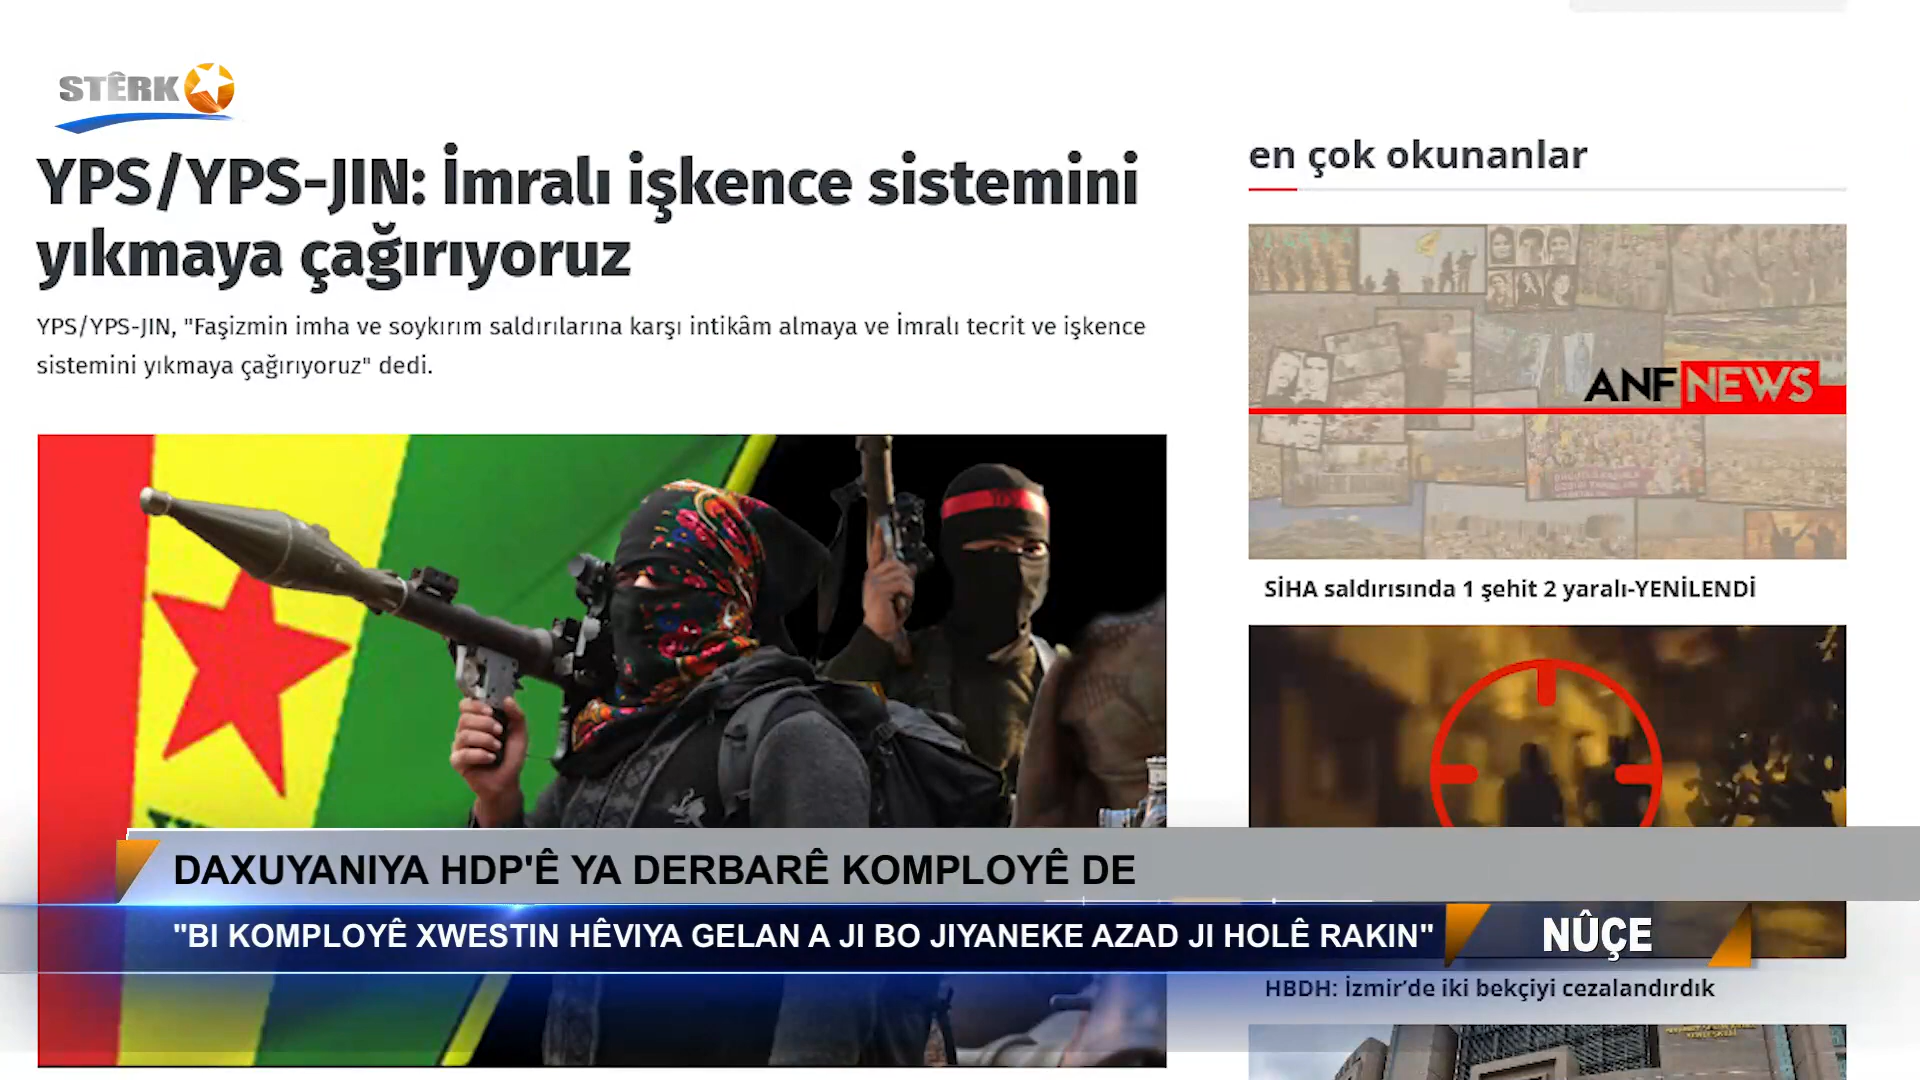 STÊRK
YPS/YPS-JIN: İmralı işkence sistemini
yıkmaya çağırıyoruz
YPS/YPS-JIN, "Faşizmin imha ve soykırım saldırılarına karşı intikâm almaya ve İmralı tecrit ve işkence
sistemini yıkmaya çağırıyoruz" dedi.
en çok okunanlar
ANF NEWS
SİHA saldırısında 1 şehit 2 yaralı-YENİLENDİ
DAXUYANIYA HDP'Ê YA DERBARÊ KOMPLOYÊ DE
"BI KOMPLOYÊ XWESTIN HÊVIYA GELAN A JI BO JIYANEKE AZAD JI HOLÊ RAKIN"
NÛÇE
HBDH: İzmir’de iki bekçiyi cezalandırdık